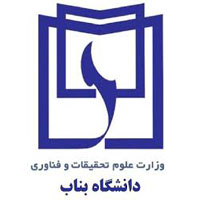 وزارت علوم تحقیقات و فناوری
دانشگاه بناب